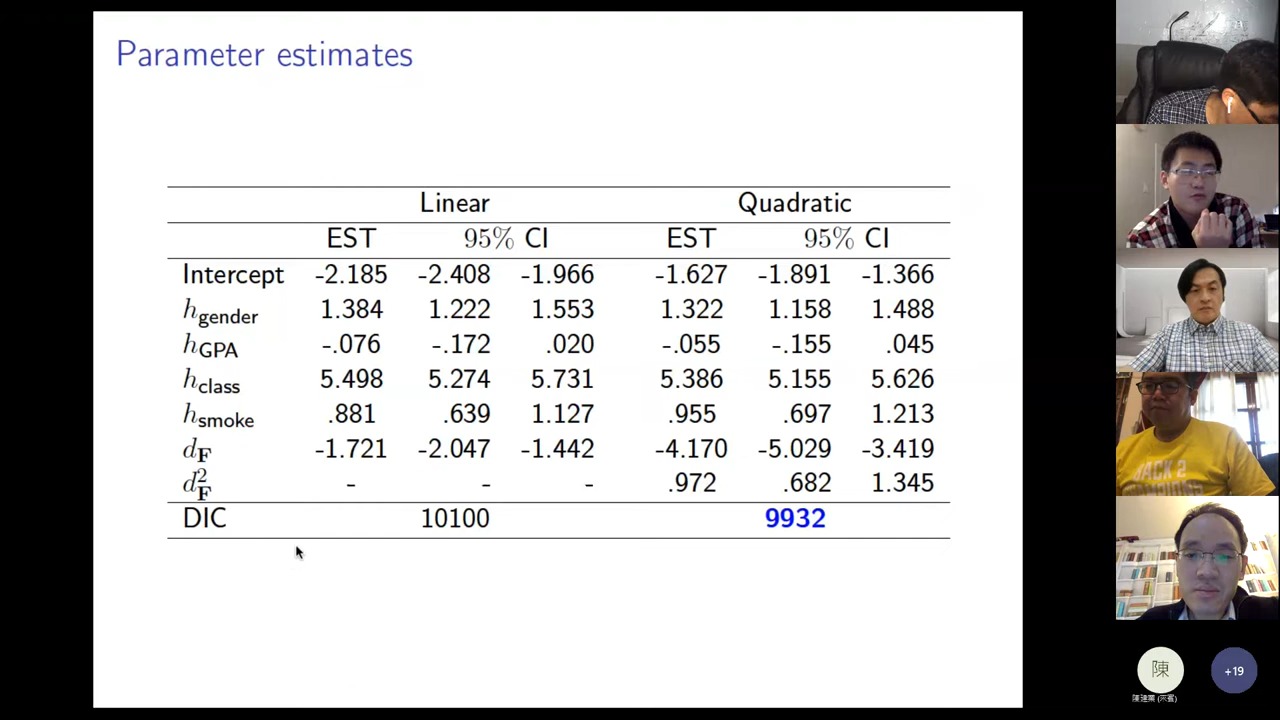 Parameter estimates
Linear Quadratic
EST 95% CI EST 95% CI
Intercept -2.185 -2.408 -1.966 -1.627 -1.891 -1.366
h_gender 1.384 1.222 1.553 1.322 1.158 1.488
h_GPA -.076 -.172 .020 -.055 -.155 .045
h_class 5.498 5.274 5.731 5.386 5.155 5.626
h_smoke .881 .639 1.127 .955 .697 1.213
d_F -1.721 -2.047 -1.442 -4.170 -5.029 -3.419
d_F^2 - - - .972 .682 1.345
DIC 10100 9932
JACK 2
陳
+19